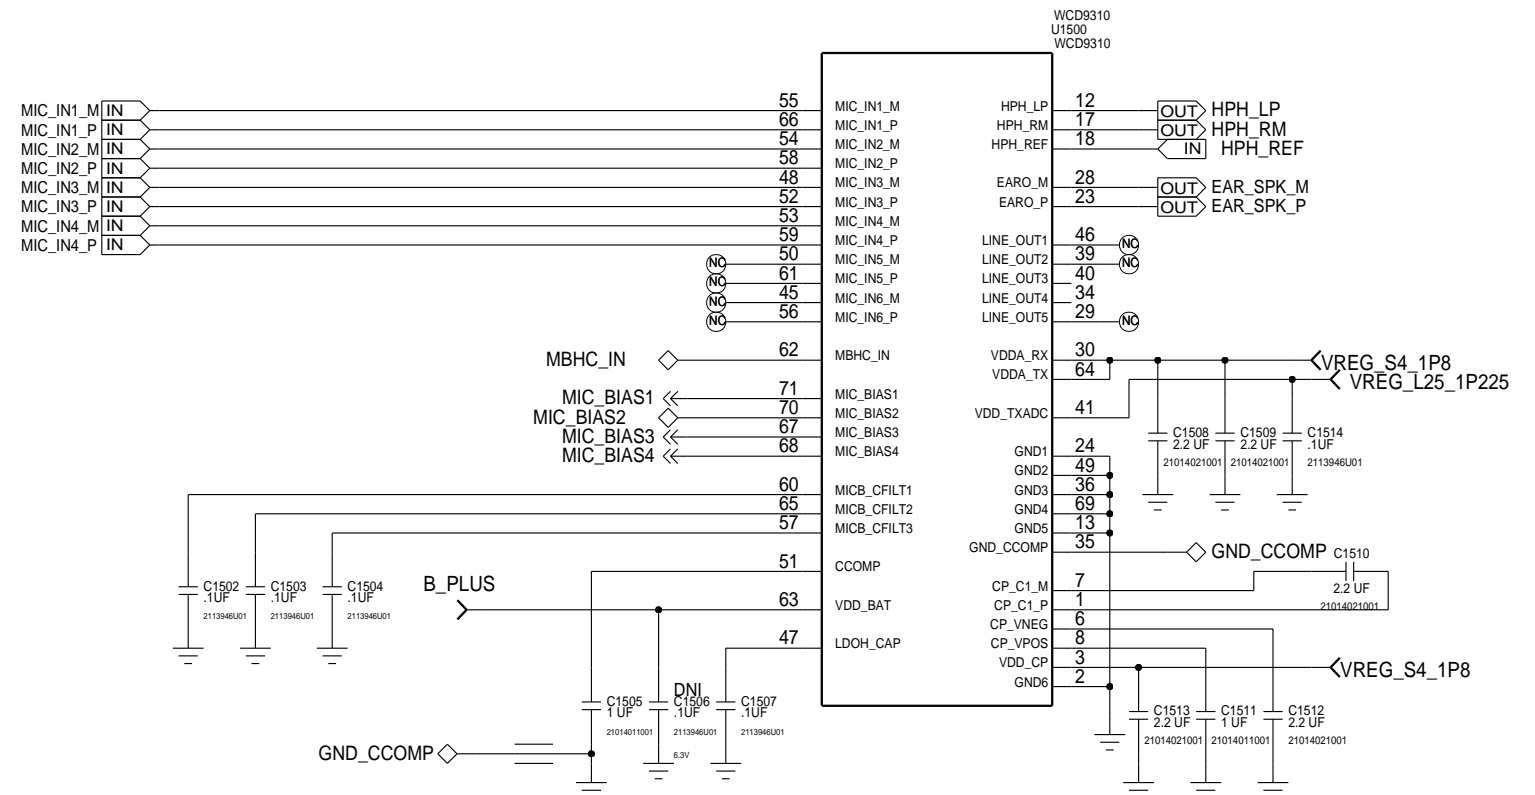 WCD9310
U1500
WCD9310
MIC_IN1_M IN 55 MIC_IN1_M HPH_LP 12 OUT HPH_LP
MIC_IN1_P IN 66 MIC_IN1_P HPH_RM 17 OUT HPH_RM
MIC_IN2_M IN 54 MIC_IN2_M HPH_REF 18 IN HPH_REF
MIC_IN2_P IN 58 MIC_IN2_P
MIC_IN3_M IN 48 MIC_IN3_M EARO_M 28 OUT EAR_SPK_M
MIC_IN3_P IN 52 MIC_IN3_P EARO_P 23 OUT EAR_SPK_P
MIC_IN4_M IN 53 MIC_IN4_M
MIC_IN4_P IN 59 MIC_IN4_P LINE_OUT1 46 NC
NC 50 MIC_IN5_M LINE_OUT2 39 NC
NC 61 MIC_IN5_P LINE_OUT3 40
NC 45 MIC_IN6_M LINE_OUT4 34
NC 56 MIC_IN6_P LINE_OUT5 29 NC
MBHC_IN 62 MBHC_IN VDDA_RX 30 VREG_S4_1P8
VDDA_TX 64 VREG_L25_1P225
MIC_BIAS1 71 MIC_BIAS1
MIC_BIAS2 70 MIC_BIAS2 VDD_TXADC 41
MIC_BIAS3 67 MIC_BIAS3
MIC_BIAS4 68 MIC_BIAS4 GND1 24
C1508 C1509 C1514
2.2 UF 2.2 UF .1UF
21014021001 21014021001 2113946U01
GND2 49
60 MICB_CFILT1 GND3 36
65 MICB_CFILT2 GND4 69
57 MICB_CFILT3 GND5 13
GND_CCOMP 35 GND_CCOMP
51 CCOMP
C1510
2.2 UF
21014021001
CP_C1_M 7
C1502 C1503 C1504
.1UF .1UF .1UF
2113946U01 2113946U01 2113946U01
B_PLUS 63 VDD_BAT CP_C1_P 1
CP_VNEG 6
47 LDOH_CAP CP_VPOS 8
VDD_CP 3 VREG_S4_1P8
GND6 2
DNI
C1505 C1506 C1507
1 UF .1UF .1UF
21014011001 2113946U01 2113946U01
6.3V
C1513 C1511 C1512
2.2 UF 1 UF 2.2 UF
21014021001 21014011001 21014021001
GND_CCOMP